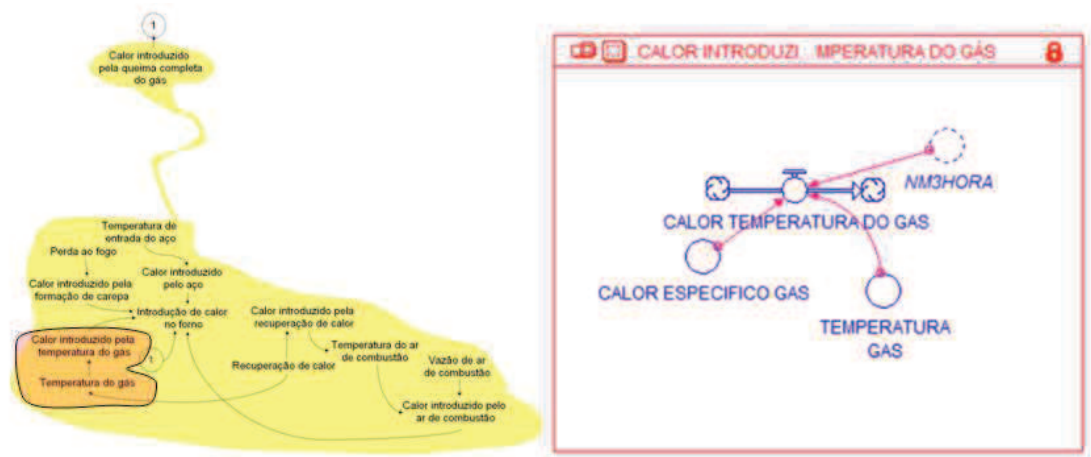 1
Calor introduzido
pela queima completa
do gás
Temperatura de
entrada do aço
Perda ao fogo
Calor introduzido
pelo aço
Calor introduzido pela
formação de carepa
Introdução de calor
no forno
Calor introduzido pela
recuperação de calor
Calor introduzido pela
temperatura do gás
1
Temperatura do ar
de combustão
Vazão de ar
de combustão
Recuperação de calor
Temperatura do gás
Calor introduzido pelo
ar de combustão
CALOR INTRODUZI... MPERATURA DO GÁS
NM3HORA
CALOR TEMPERATURA DO GAS
CALOR ESPECIFICO GAS
TEMPERATURA
GAS